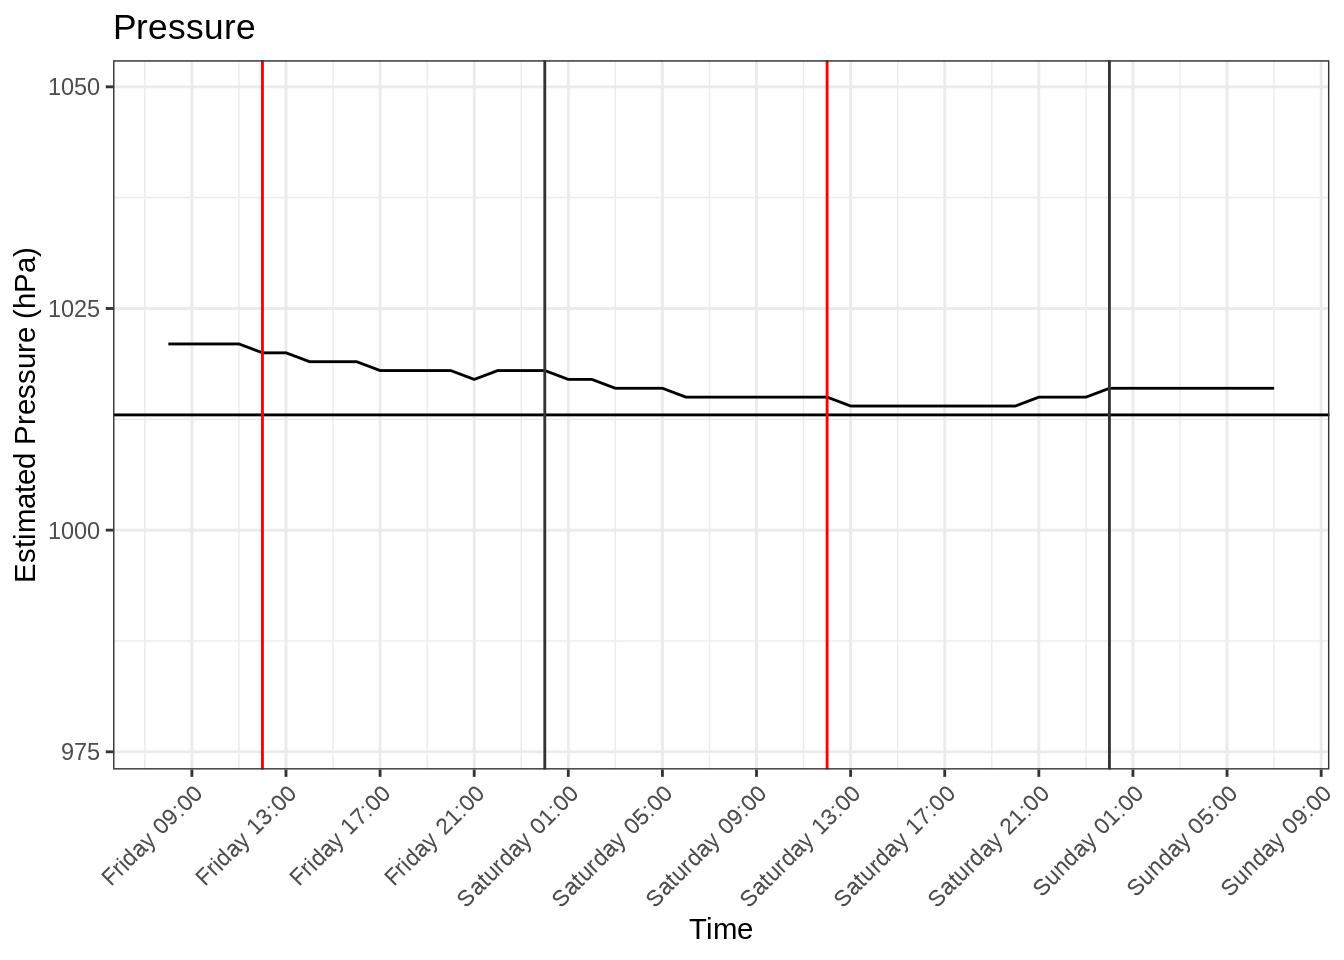 Pressure
Estimated Pressure (hPa)
1050
1025
1000
975
Friday 09:00
Friday 13:00
Friday 17:00
Friday 21:00
Saturday 01:00
Saturday 05:00
Saturday 09:00
Saturday 13:00
Saturday 17:00
Saturday 21:00
Sunday 01:00
Sunday 05:00
Sunday 09:00
Time